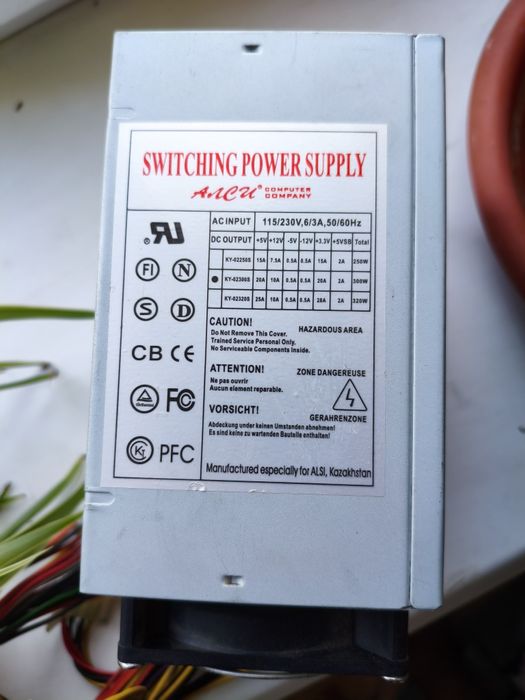 SWITCHING POWER SUPPLY
АЛСИ® COMPUTER COMPANY
AC INPUT 115/230V,6/3A,50/60Hz
DC OUTPUT +5V +12V -5V -12V +3.3V +5VSB Total
KY-02250S 15A 7.5A 0.5A 0.5A 15A 2A 250W
KY-02300S 20A 10A 0.5A 0.5A 20A 2A 300W
KY-02320S 25A 10A 0.5A 0.5A 20A 2A 320W
®
FI N
S D
CB CE
FC
PFC
CAUTION! HAZARDOUS AREA
Do Not Remove This Cover.
Trained Service Personal Only.
No Serviceable Components Inside.
ATTENTION! ZONE DANGEREUSE
Ne pas ouvrir
Aucun element reparable.
VORSICHT! GERAHRENZONE
Abdeckung under keinen Umstanden abnehmen!
Es sind keine zu wartenden Bauteile enthalten!
Manufactured especially for ALSI, Kazakhstan